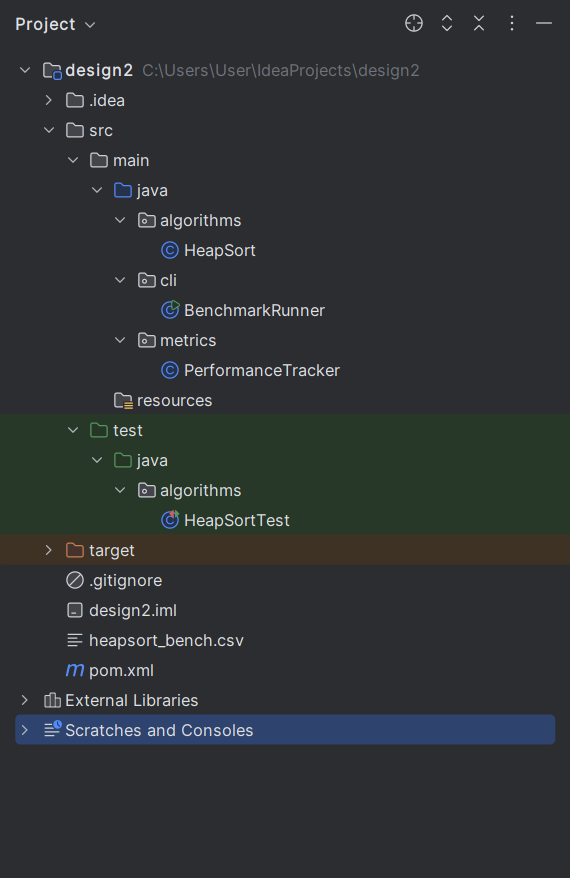 Project
design2 C:\Users\User\IdeaProjects\design2
.idea
src
main
java
algorithms
HeapSort
cli
BenchmarkRunner
metrics
PerformanceTracker
resources
test
java
algorithms
HeapSortTest
target
.gitignore
design2.iml
heapsort_bench.csv
pom.xml
External Libraries
Scratches and Consoles